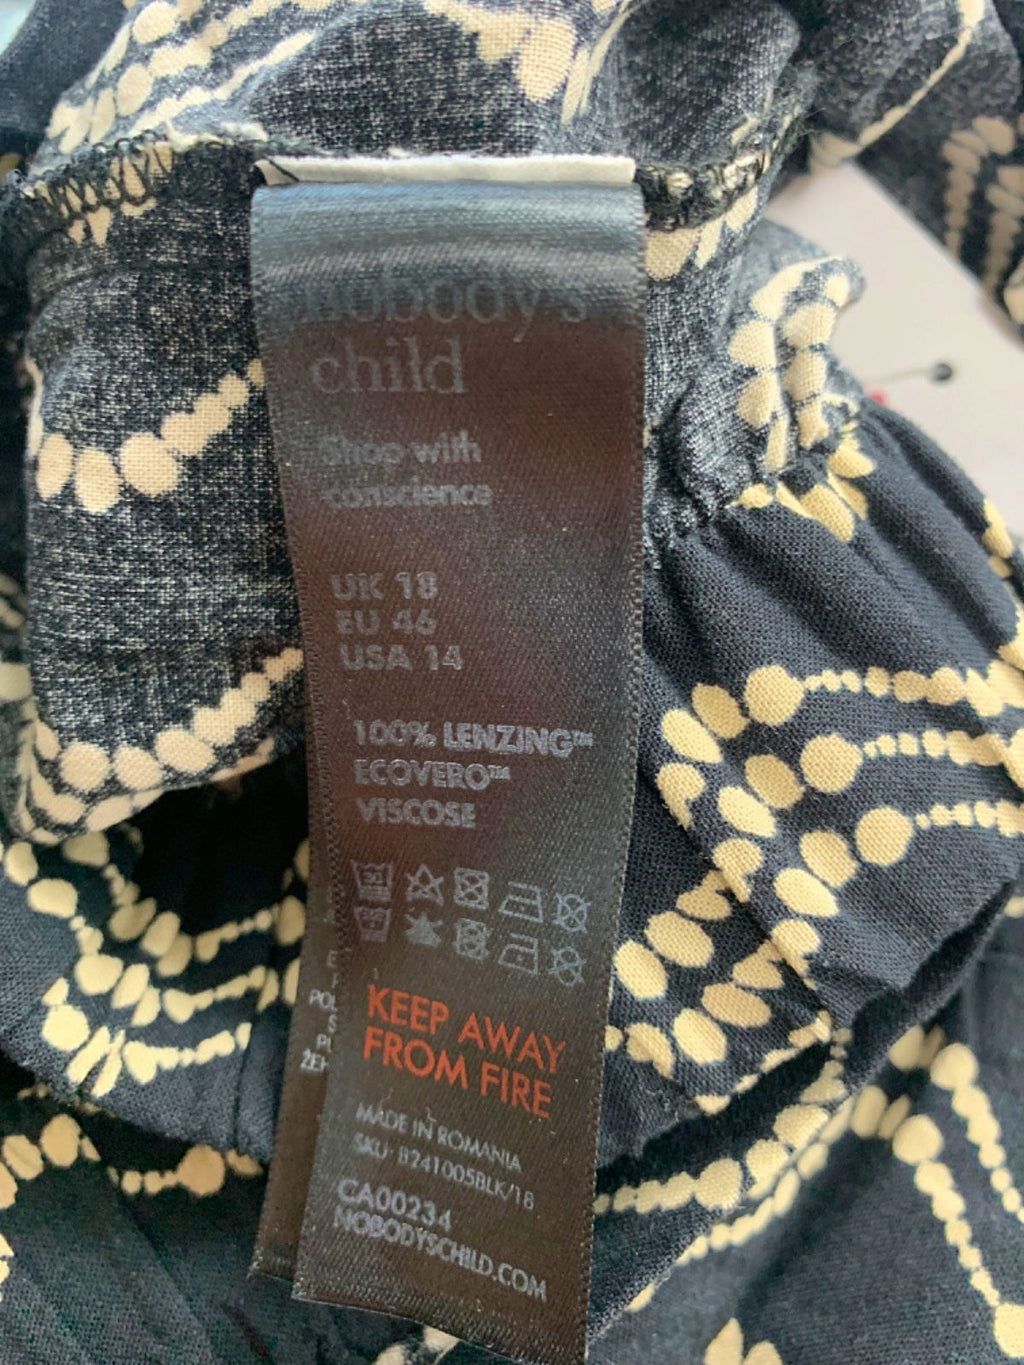 nobody's
child
Shop with
conscience
UK 18
EU 46
USA 14
100% LENZING™
ECOVERO™
VISCOSE
KEEP AWAY
FROM FIRE
MADE IN ROMANIA
SKU: B241005BLK/18
CA00234
NOBODYSCHILD.COM